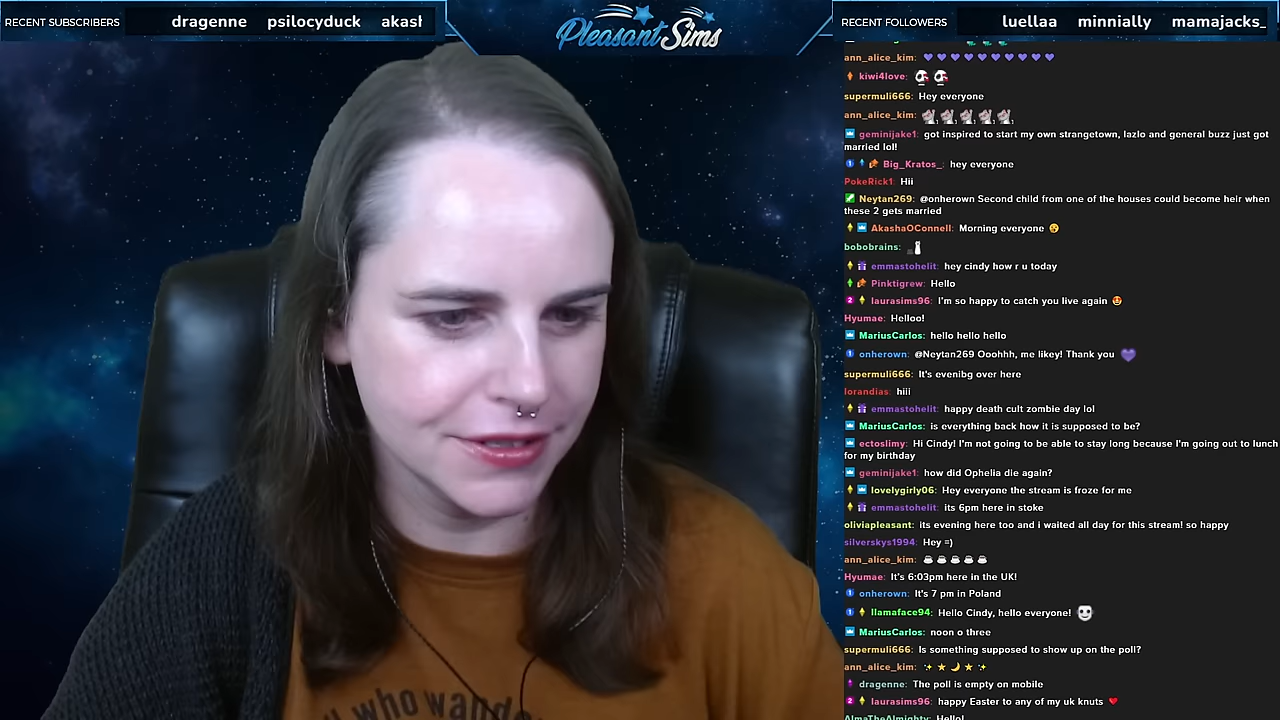 RECENT SUBSCRIBERS dragenne psilocyduck
PleasantSims
RECENT FOLLOWERS luellaa minnially mamajacks_
ann_alice_kim:
kiwi4love:
supermuli666: Hey everyone
ann_alice_kim:
geminijake1: got inspired to start my own strangetown, lazlo and general buzz just got
married lol!
Big_Kratos_: hey everyone
PokeRick1: Hii
Neytan269: @onherown Second child from one of the houses could become heir when
these 2 gets married
AkashaOConnell: Morning everyone
bobobrains:
emmastohelit: hey cindy how r u today
Pinktigrew: Hello
2 laurasims96: I'm so happy to catch you live again
Hyumae: Helloo!
MariusCarlos: hello hello hello
1 onherown: @Neytan269 Ooohhh, me likey! Thank you
supermuli666: It's evenibg over here
lorandias: hiii
emmastohelit: happy death cult zombie day lol
MariusCarlos: is everything back how it is supposed to be?
ectoslimy: Hi Cindy! I'm not going to be able to stay long because I'm going out to lunch
for my birthday
geminijake1: how did Ophelia die again?
lovelygirly06: Hey everyone the stream is froze for me
emmastohelit: its 6pm here in stoke
oliviapleasant: its evening here too and i waited all day for this stream! so happy
silverskys1994: Hey =)
ann_alice_kim:
Hyumae: It's 6:03pm here in the UK!
1 onherown: It's 7 pm in Poland
1 llamaface94: Hello Cindy, hello everyone!
MariusCarlos: noon o three
supermuli666: Is something supposed to show up on the poll?
ann_alice_kim:
dragenne: The poll is empty on mobile
2 laurasims96: happy Easter to any of my uk knuts
AlmaTheAlmighty: Hello!
who